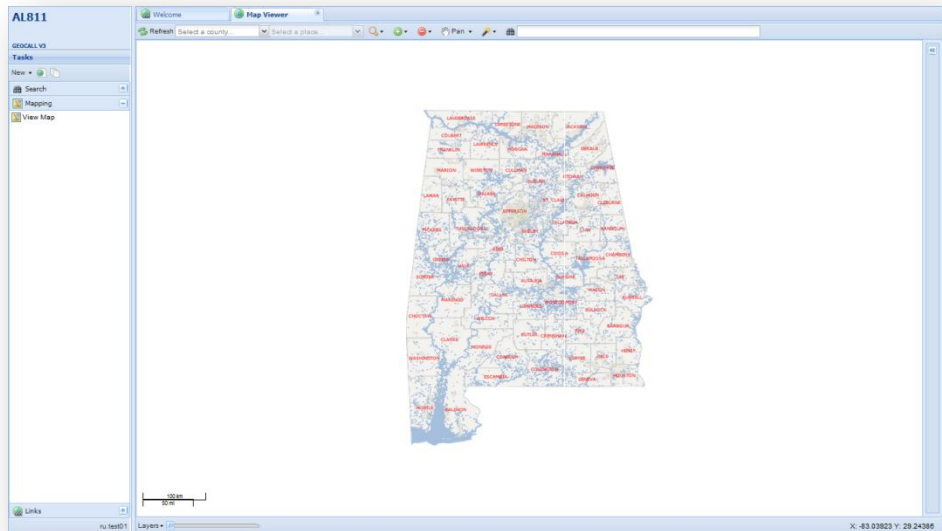 AL811
GEOCALL V3
Tasks
New
Search
Mapping
View Map
Links
ru test01
Welcome
Map Viewer
Refresh
Select a county...
Select a place...
Pan
LAUDERDALE
LIMESTONE
MADISON
JACKSON
COLBERT
LAWRENCE
FRANKLIN
MORGAN
MARSHALL
DEKALB
MARION
WINSTON
CULLMAN
ETOWAH
CHEROKEE
LAMAR
FAYETTE
WALKER
BLOUNT
ST. CLAIR
CALHOUN
CLEBURNE
JEFFERSON
PICKENS
TUSCALOOSA
SHELBY
TALLADEGA
CLAY
RANDOLPH
BIBB
GREENE
HALE
CHILTON
COOSA
TALLAPOOSA
CHAMBERS
SUMTER
PERRY
AUTAUGA
ELMORE
LEE
MARENGO
DALLAS
LOWNDES
MONTGOMERY
MACON
RUSSELL
CHOCTAW
WILCOX
BULLOCK
CLARKE
BUTLER
CRENSHAW
PIKE
BARBOUR
WASHINGTON
MONROE
CONECUH
COFFEE
DALE
HENRY
ESCAMBIA
COVINGTON
GENEVA
HOUSTON
MOBILE
BALDWIN
100 km
50 mi
Layers
X: -83.03923 Y: 29.24386